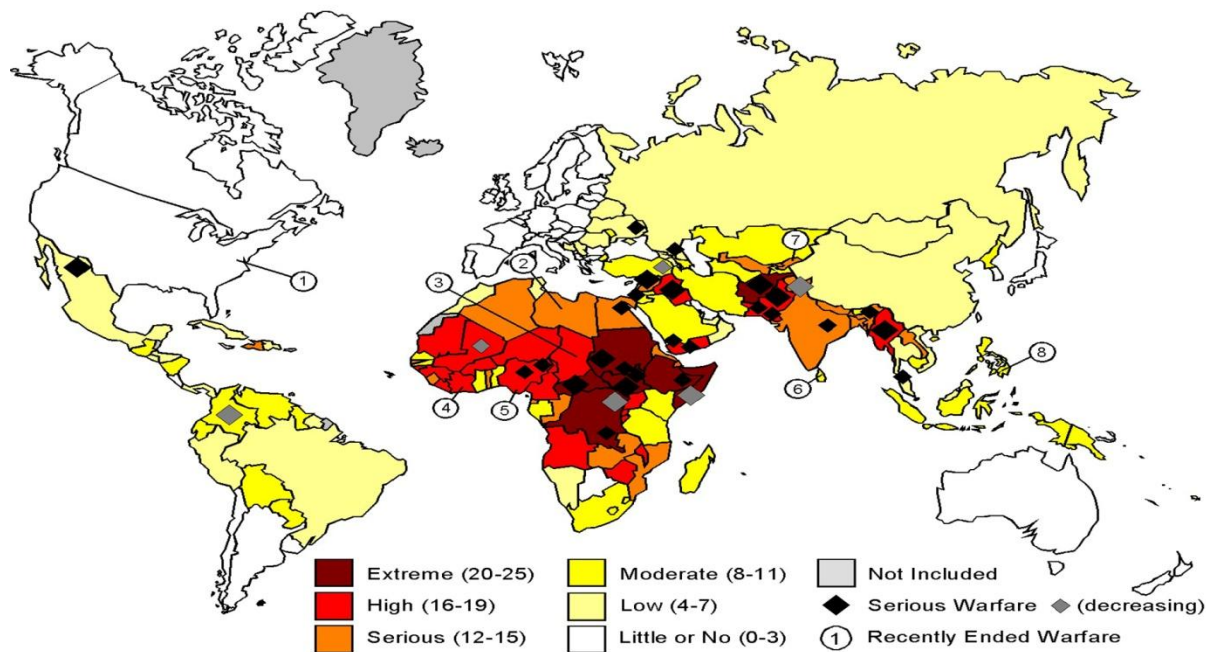 2
7
3
1
8
6
4
5
Extreme (20-25)
Moderate (8-11)
Not Included
High (16-19)
Low (4-7)
Serious Warfare
(decreasing)
Serious (12-15)
Little or No (0-3)
1 Recently Ended Warfare